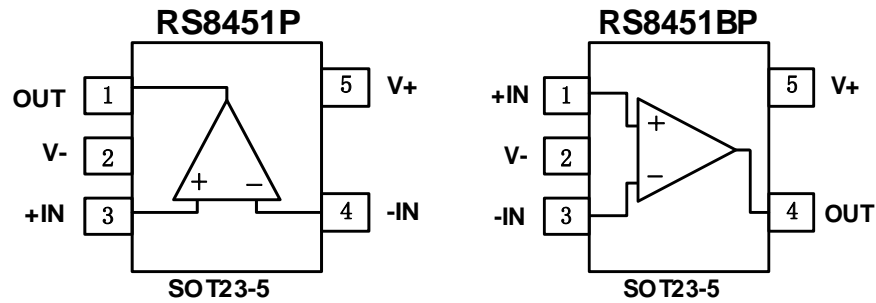 RS8451P
OUT 1
V- 2
+IN 3
5 V+
4 -IN
+ −
SOT23-5
RS8451BP
+IN 1
V- 2
-IN 3
5 V+
4 OUT
+
−
SOT23-5